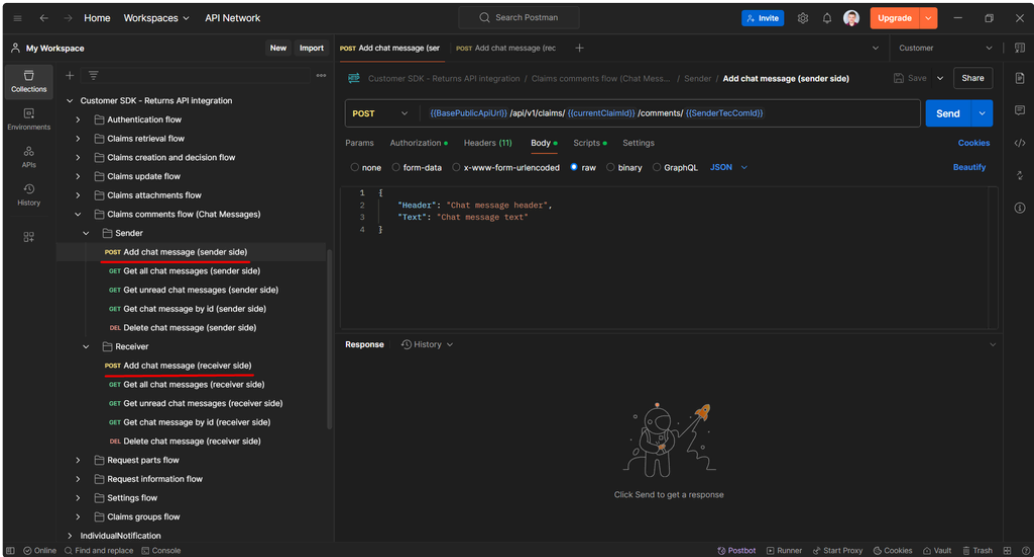 Home Workspaces API Network Search Postman Invite Upgrade
My Workspace New Import POST Add chat message (ser POST Add chat message (rec Customer
Collections
Environments
APIs
History
Customer SDK - Returns API integration
Authentication flow
Claims retrieval flow
Claims creation and decision flow
Claims update flow
Claims attachments flow
Claims comments flow (Chat Messages)
Sender
POST Add chat message (sender side)
GET Get all chat messages (sender side)
GET Get unread chat messages (sender side)
GET Get chat message by id (sender side)
DEL Delete chat message (sender side)
Receiver
POST Add chat message (receiver side)
GET Get all chat messages (receiver side)
GET Get unread chat messages (receiver side)
GET Get chat message by id (receiver side)
DEL Delete chat message (receiver side)
Request parts flow
Request information flow
Settings flow
Claims groups flow
IndividualNotification
Customer SDK - Returns API integration / Claims comments flow (Chat Mess... / Sender / Add chat message (sender side) Save Share
POST {{BasePublicApiUrl}} /api/v1/claims/ {{currentClaimId}} /comments/ {{SenderTecComId}} Send
Params Authorization Headers (11) Body Scripts Settings Cookies
none form-data x-www-form-urlencoded raw binary GraphQL JSON Beautify
1 {
2 "Header": "Chat message header",
3 "Text": "Chat message text"
4 }
Response History
Click Send to get a response
Online Find and replace Console Postbot Runner Start Proxy Cookies Vault Trash